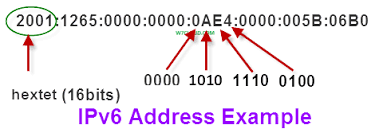 2001:1265:0000:0000:0AE4:0000:005B:06B0
0000 1010 1110 0100
hextet (16bits)
IPv6 Address Example